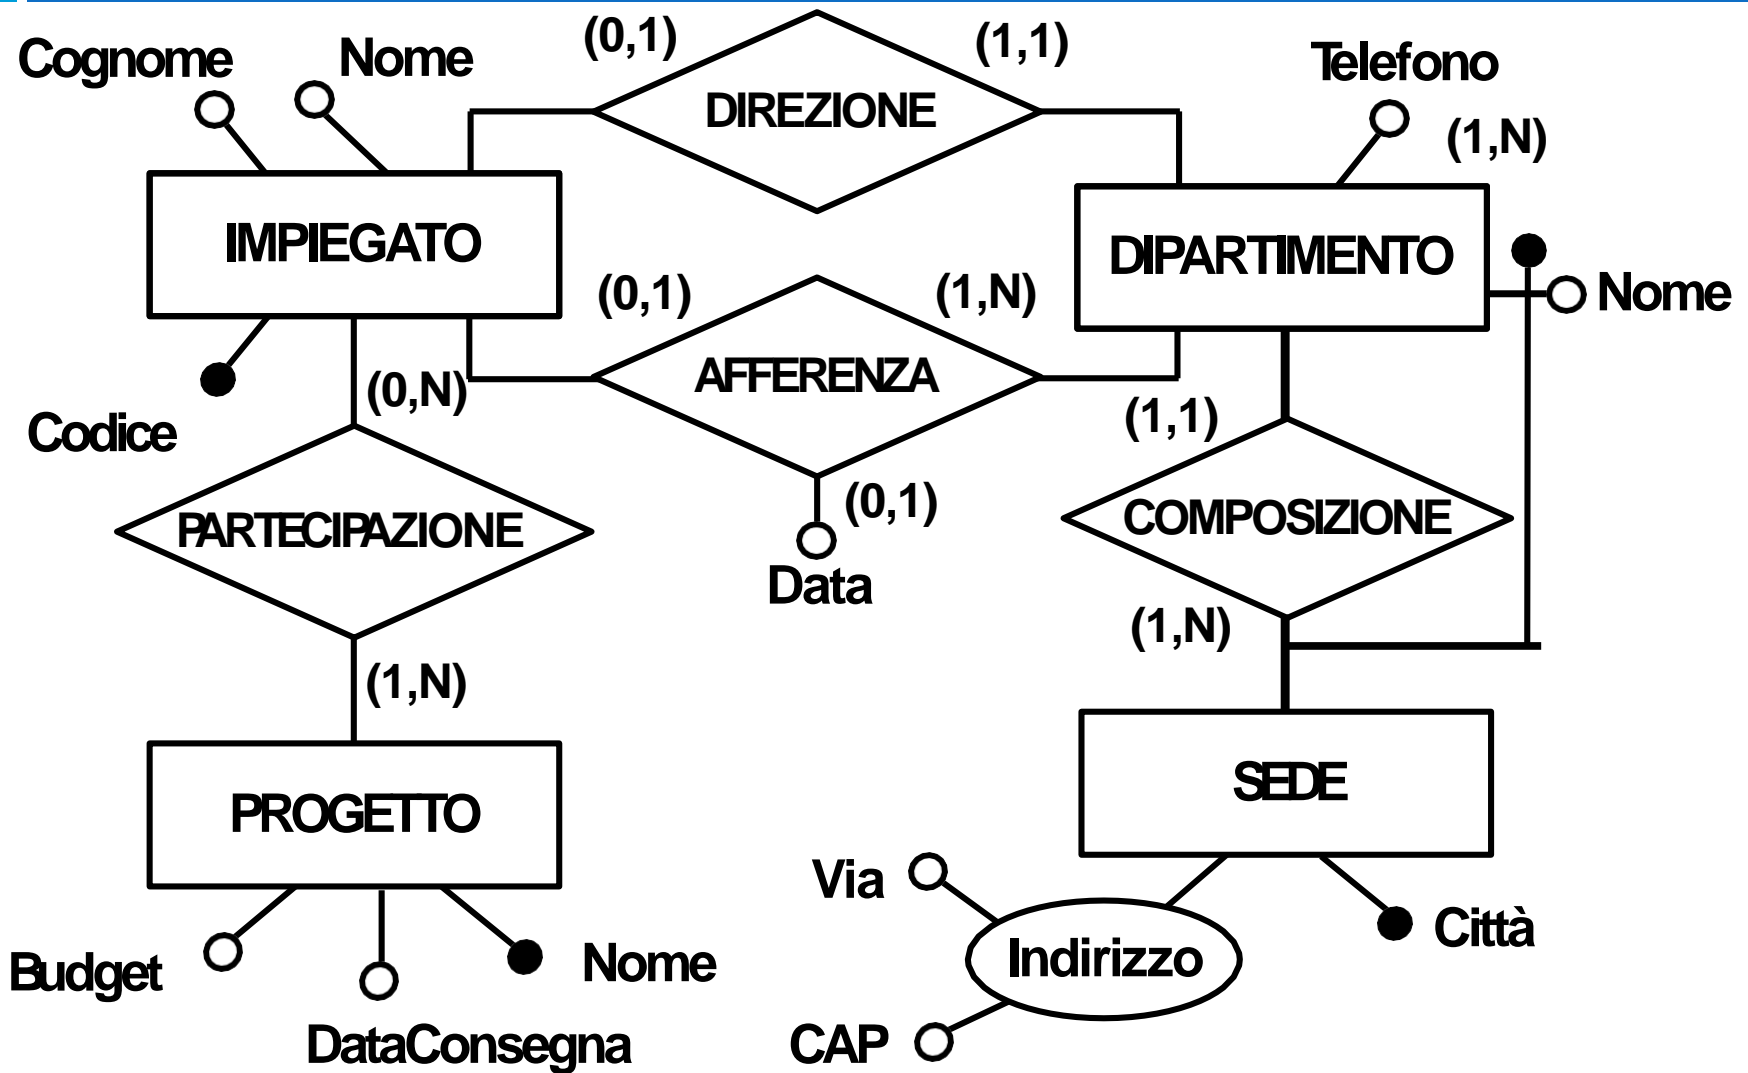 (0,1)
(1,1)
Cognome
Nome
Telefono
DIREZIONE
(1,N)
IMPIEGATO
DIPARTIMENTO
(0,1)
(1,N)
Nome
AFFERENZA
(0,N)
(1,1)
Codice
(0,1)
PARTECIPAZIONE
COMPOSIZIONE
Data
(1,N)
(1,N)
SEDE
PROGETTO
Via
Città
Indirizzo
Budget
Nome
DataConsegna
CAP